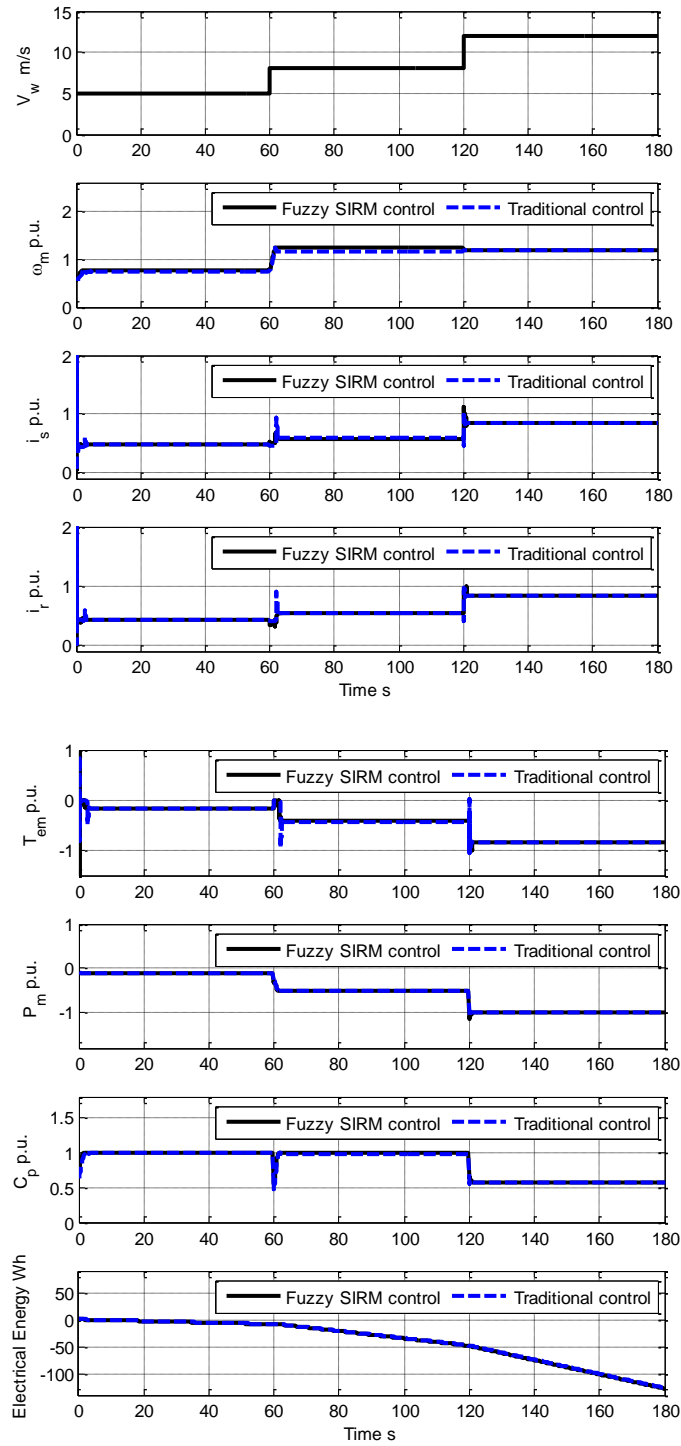 15
10
5
0
V_w m/s
0 20 40 60 80 100 120 140 160 180
Fuzzy SIRM control Traditional control
2
1
0
ω_m p.u.
0 20 40 60 80 100 120 140 160 180
Fuzzy SIRM control Traditional control
2
1
0
i_s p.u.
0 20 40 60 80 100 120 140 160 180
Fuzzy SIRM control Traditional control
2
1
0
i_r p.u.
0 20 40 60 80 100 120 140 160 180
Time s
Fuzzy SIRM control Traditional control
1
0
-1
T_em p.u.
0 20 40 60 80 100 120 140 160 180
Fuzzy SIRM control Traditional control
1
0
-1
P_m p.u.
0 20 40 60 80 100 120 140 160 180
Fuzzy SIRM control Traditional control
1.5
1
0.5
0
C_p p.u.
0 20 40 60 80 100 120 140 160 180
Fuzzy SIRM control Traditional control
50
0
-50
-100
Electrical Energy Wh
0 20 40 60 80 100 120 140 160 180
Time s